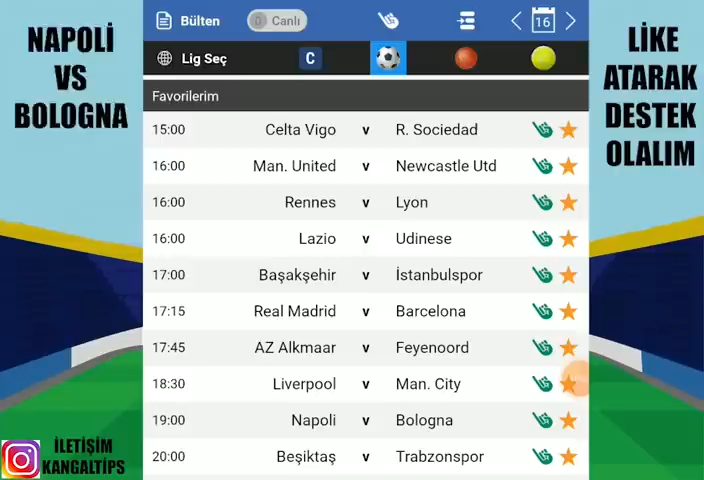 NAPOLİ
VS
BOLOGNA
Bülten
0 Canlı
16
Lig Seç
C
Favorilerim
15:00 Celta Vigo v R. Sociedad
16:00 Man. United v Newcastle Utd
16:00 Rennes v Lyon
16:00 Lazio v Udinese
17:00 Başakşehir v İstanbulspor
17:15 Real Madrid v Barcelona
17:45 AZ Alkmaar v Feyenoord
18:30 Liverpool v Man. City
19:00 Napoli v Bologna
20:00 Beşiktaş v Trabzonspor
LİKE
ATARAK
DESTEK
OLALIM
İLETİŞİM
KANGALTİPS